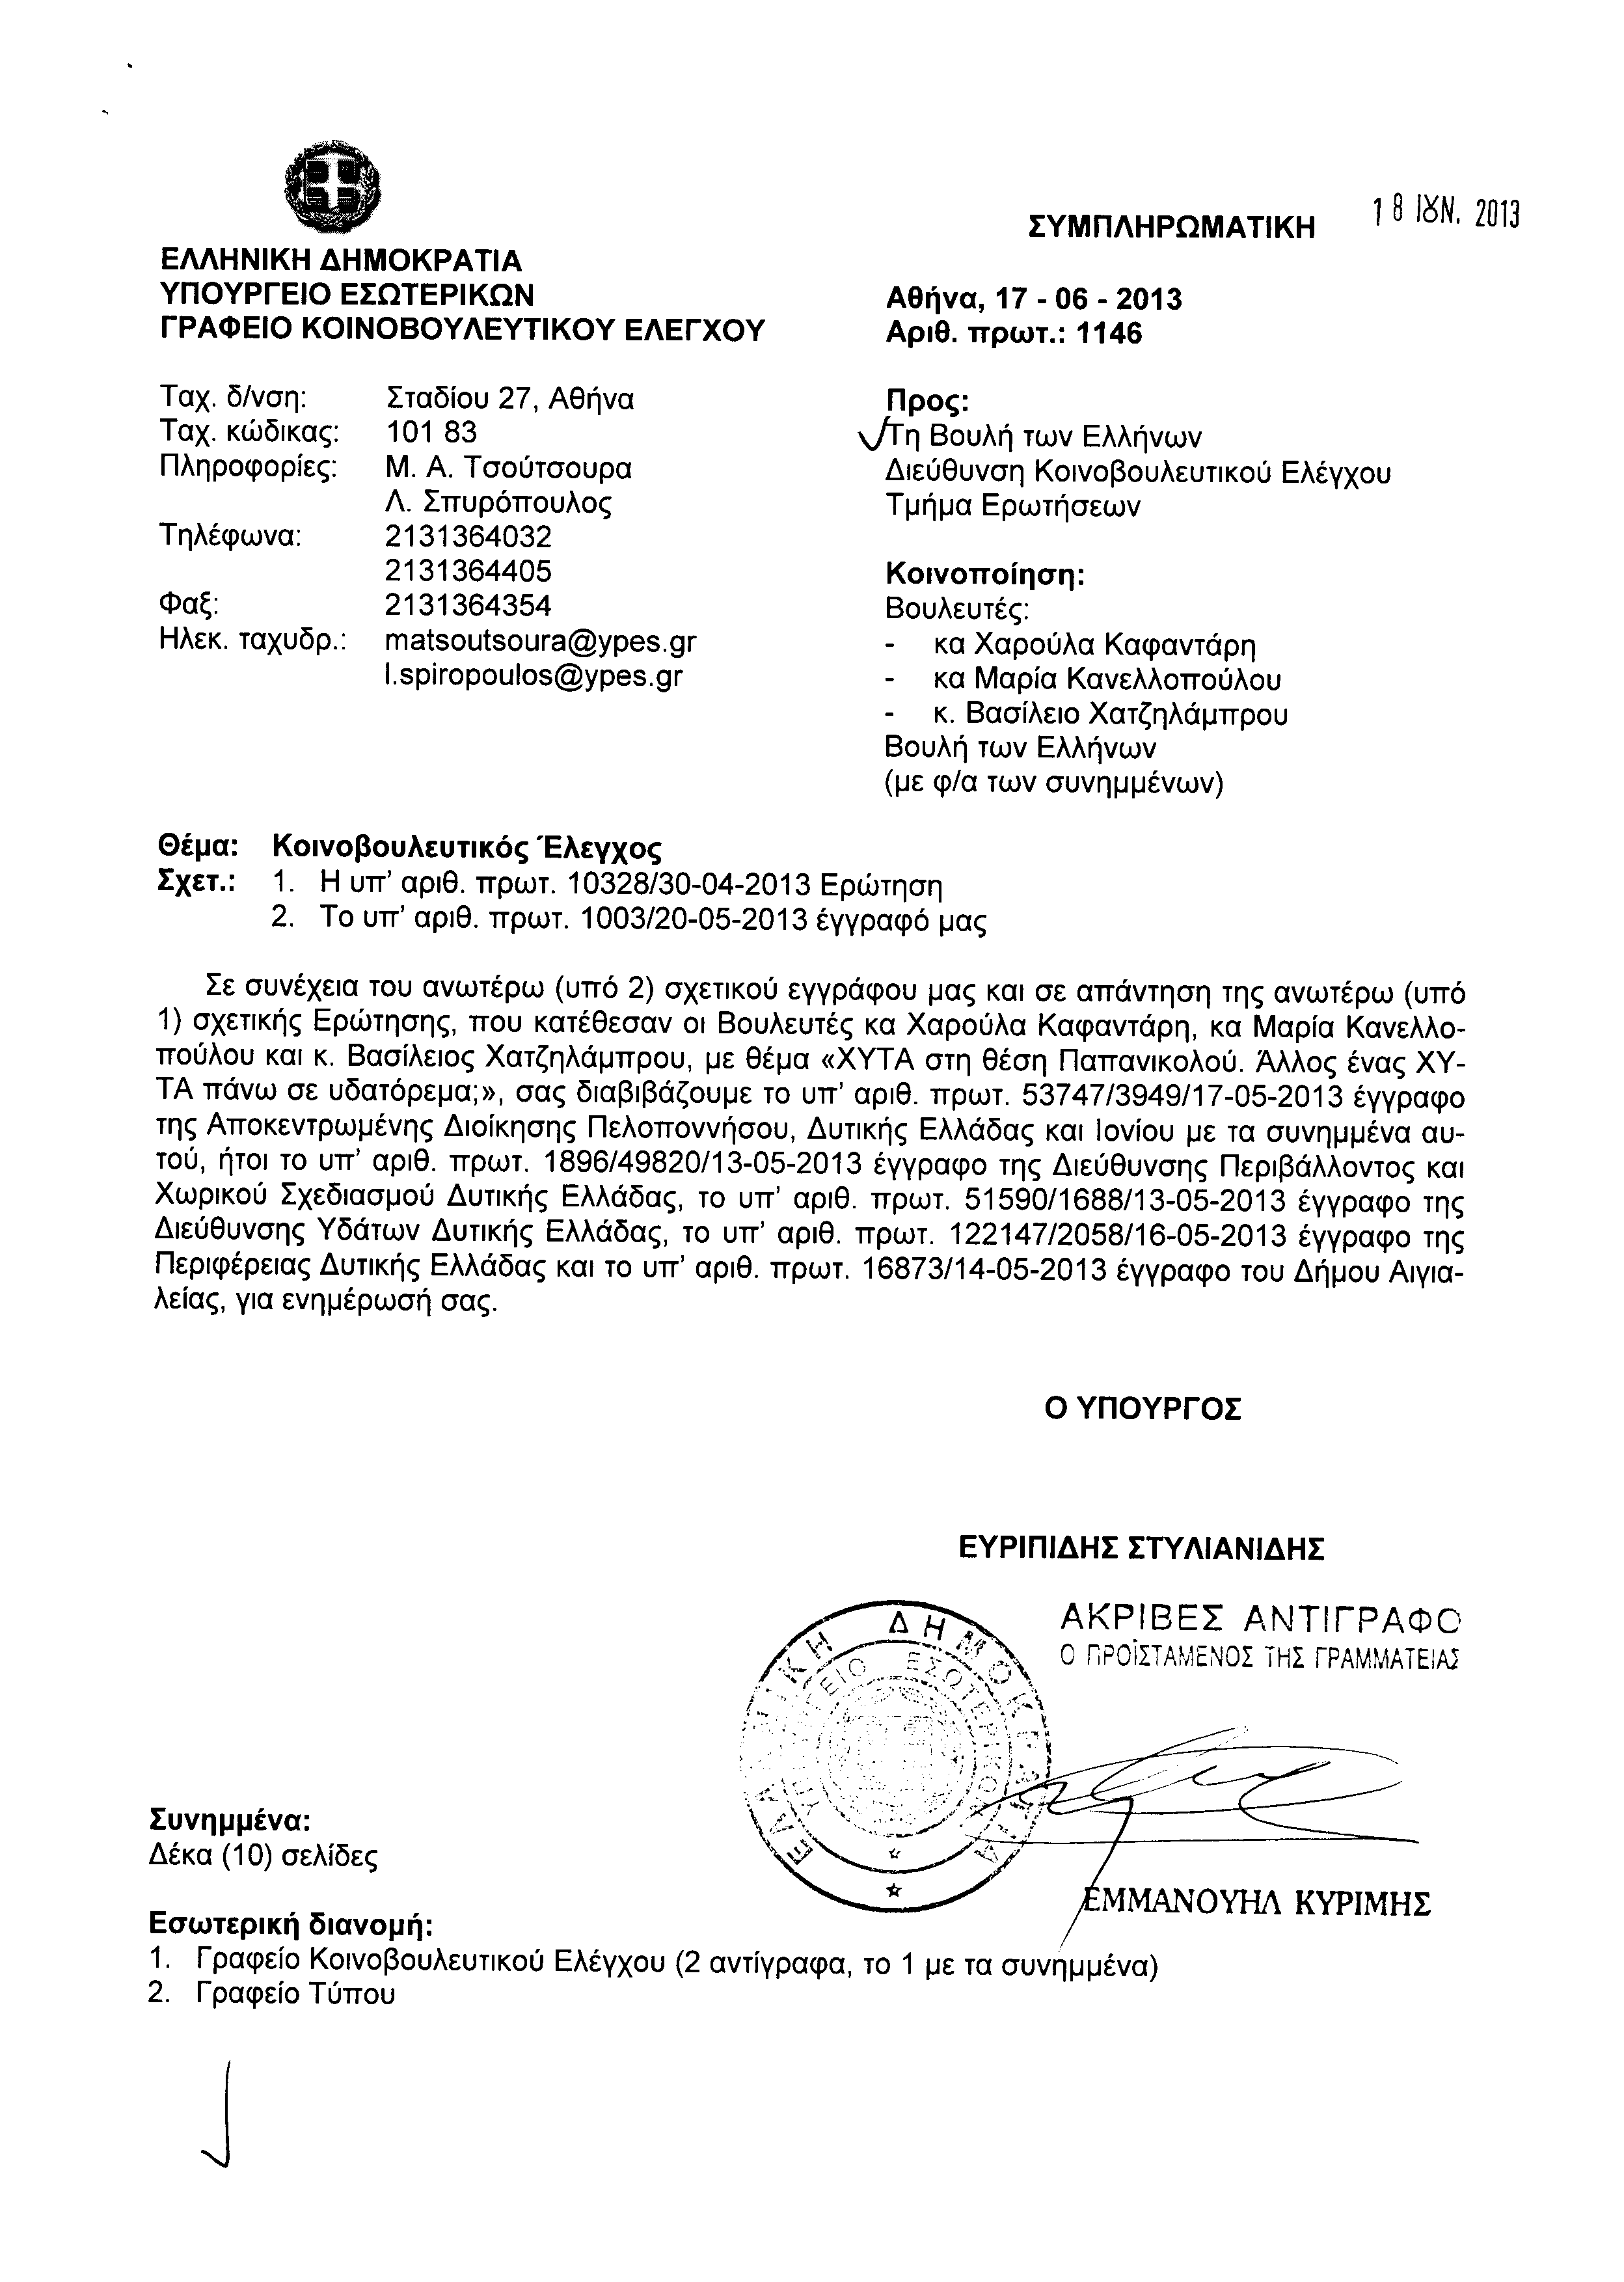 ΣΥΜΠΛΗΡΩΜΑΤΙΚΗ
18 ΙΟΥΝ. 2013
ΕΛΛΗΝΙΚΗ ΔΗΜΟΚΡΑΤΙΑ
ΥΠΟΥΡΓΕΙΟ ΕΣΩΤΕΡΙΚΩΝ
ΓΡΑΦΕΙΟ ΚΟΙΝΟΒΟΥΛΕΥΤΙΚΟΥ ΕΛΕΓΧΟΥ
Αθήνα, 17 - 06 - 2013
Αριθ. πρωτ.: 1146
Ταχ. δ/νση: Σταδίου 27, Αθήνα
Ταχ. κώδικας: 101 83
Πληροφορίες: Μ. Α. Τσούτσουρα
Λ. Σπυρόπουλος
Τηλέφωνα: 2131364032
2131364405
Φαξ: 2131364354
Ηλεκ. ταχυδρ.: matsoutsoura@ypes.gr
l.spiropoulos@ypes.gr
Προς:
Τη Βουλή των Ελλήνων
Διεύθυνση Κοινοβουλευτικού Ελέγχου
Τμήμα Ερωτήσεων
Κοινοποίηση:
Βουλευτές:
- κα Χαρούλα Καφαντάρη
- κα Μαρία Κανελλοπούλου
- κ. Βασίλειο Χατζηλάμπρου
Βουλή των Ελλήνων
(με φ/α των συνημμένων)
Θέμα: Κοινοβουλευτικός Έλεγχος
Σχετ.: 1. Η υπ’ αριθ. πρωτ. 10328/30-04-2013 Ερώτηση
2. Το υπ’ αριθ. πρωτ. 1003/20-05-2013 έγγραφό μας
Σε συνέχεια του ανωτέρω (υπό 2) σχετικού εγγράφου μας και σε απάντηση της ανωτέρω (υπό
1) σχετικής Ερώτησης, που κατέθεσαν οι Βουλευτές κα Χαρούλα Καφαντάρη, κα Μαρία Κανελλο-
πούλου και κ. Βασίλειος Χατζηλάμπρου, με θέμα «ΧΥΤΑ στη θέση Παπανικολού. Άλλος ένας ΧΥ-
ΤΑ πάνω σε υδατόρεμα;», σας διαβιβάζουμε το υπ’ αριθ. πρωτ. 53747/3949/17-05-2013 έγγραφο
της Αποκεντρωμένης Διοίκησης Πελοποννήσου, Δυτικής Ελλάδας και Ιονίου με τα συνημμένα αυ-
τού, ήτοι το υπ’ αριθ. πρωτ. 1896/49820/13-05-2013 έγγραφο της Διεύθυνσης Περιβάλλοντος και
Χωρικού Σχεδιασμού Δυτικής Ελλάδας, το υπ’ αριθ. πρωτ. 51590/1688/13-05-2013 έγγραφο της
Διεύθυνσης Υδάτων Δυτικής Ελλάδας, το υπ’ αριθ. πρωτ. 122147/2058/16-05-2013 έγγραφο της
Περιφέρειας Δυτικής Ελλάδας και το υπ’ αριθ. πρωτ. 16873/14-05-2013 έγγραφο του Δήμου Αιγια-
λείας, για ενημέρωσή σας.
Ο ΥΠΟΥΡΓΟΣ
ΕΥΡΙΠΙΔΗΣ ΣΤΥΛΙΑΝΙΔΗΣ
ΑΚΡΙΒΕΣ ΑΝΤΙΓΡΑΦΟ
Ο ΠΡΟΪΣΤΑΜΕΝΟΣ ΤΗΣ ΓΡΑΜΜΑΤΕΙΑΣ
ΕΛΛΗΝΙΚΗ ΔΗΜΟΚΡΑΤΙΑ
ΥΠΟΥΡΓΕΙΟ ΕΣΩΤΕΡΙΚΩΝ
ΕΜΜΑΝΟΥΗΛ ΚΥΡΙΜΗΣ
Συνημμένα:
Δέκα (10) σελίδες
Εσωτερική διανομή:
1. Γραφείο Κοινοβουλευτικού Ελέγχου (2 αντίγραφα, το 1 με τα συνημμένα)
2. Γραφείο Τύπου